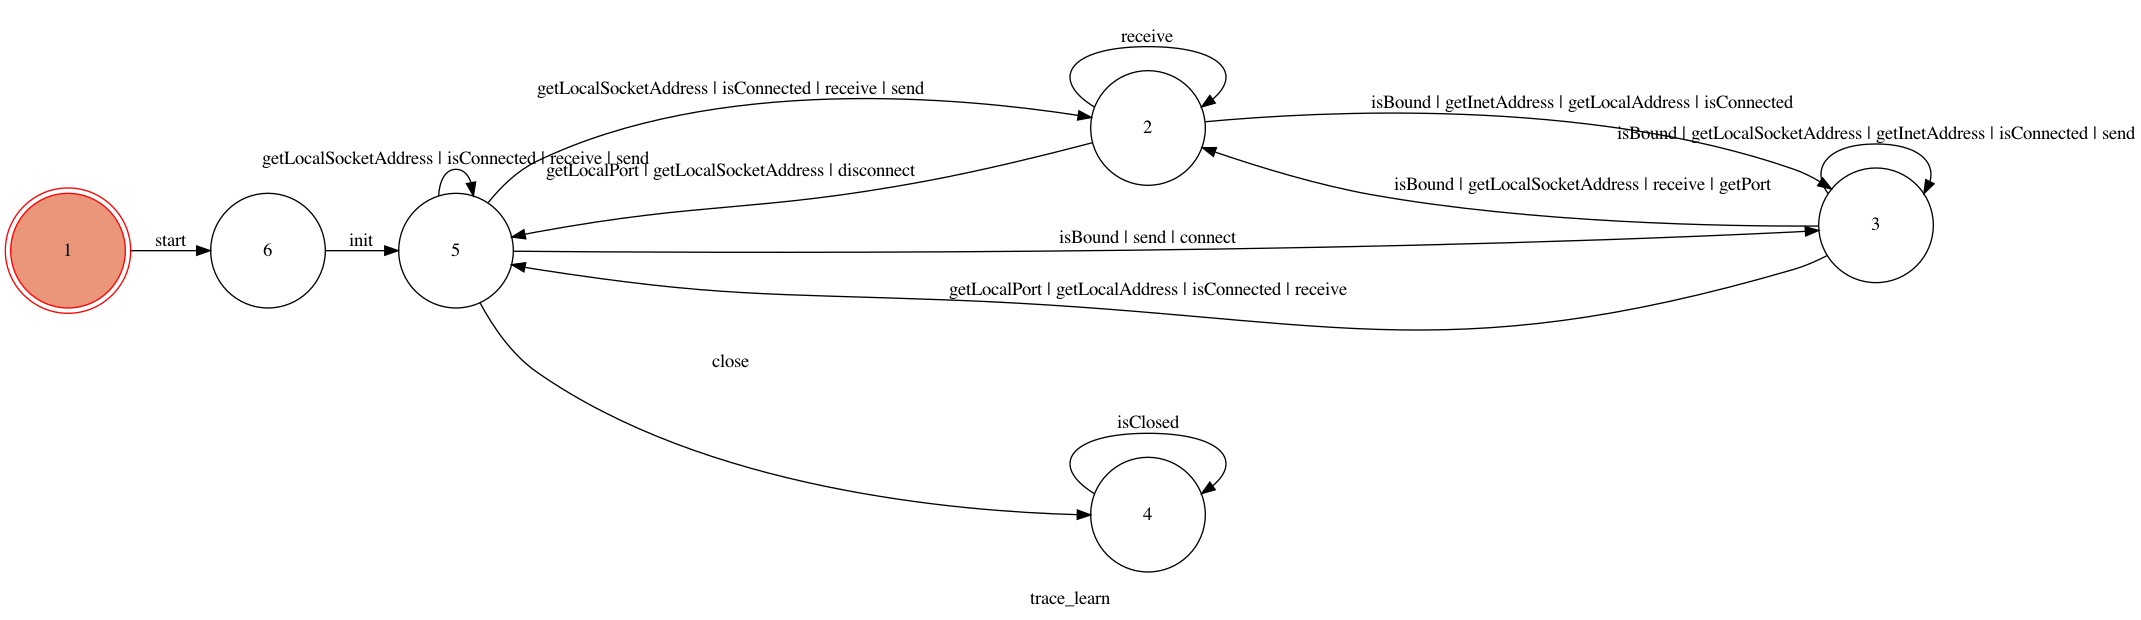 receive
getLocalSocketAddress | isConnected | receive | send
isBound | getInetAddress | getLocalAddress | isConnected
2
isBound | getLocalSocketAddress | getInetAddress | isConnected | send
getLocalSocketAddress | isConnected | receive | send
getLocalPort | getLocalSocketAddress | disconnect
isBound | getLocalSocketAddress | receive | getPort
3
start
init
isBound | send | connect
1
6
5
getLocalPort | getLocalAddress | isConnected | receive
close
isClosed
4
trace_learn